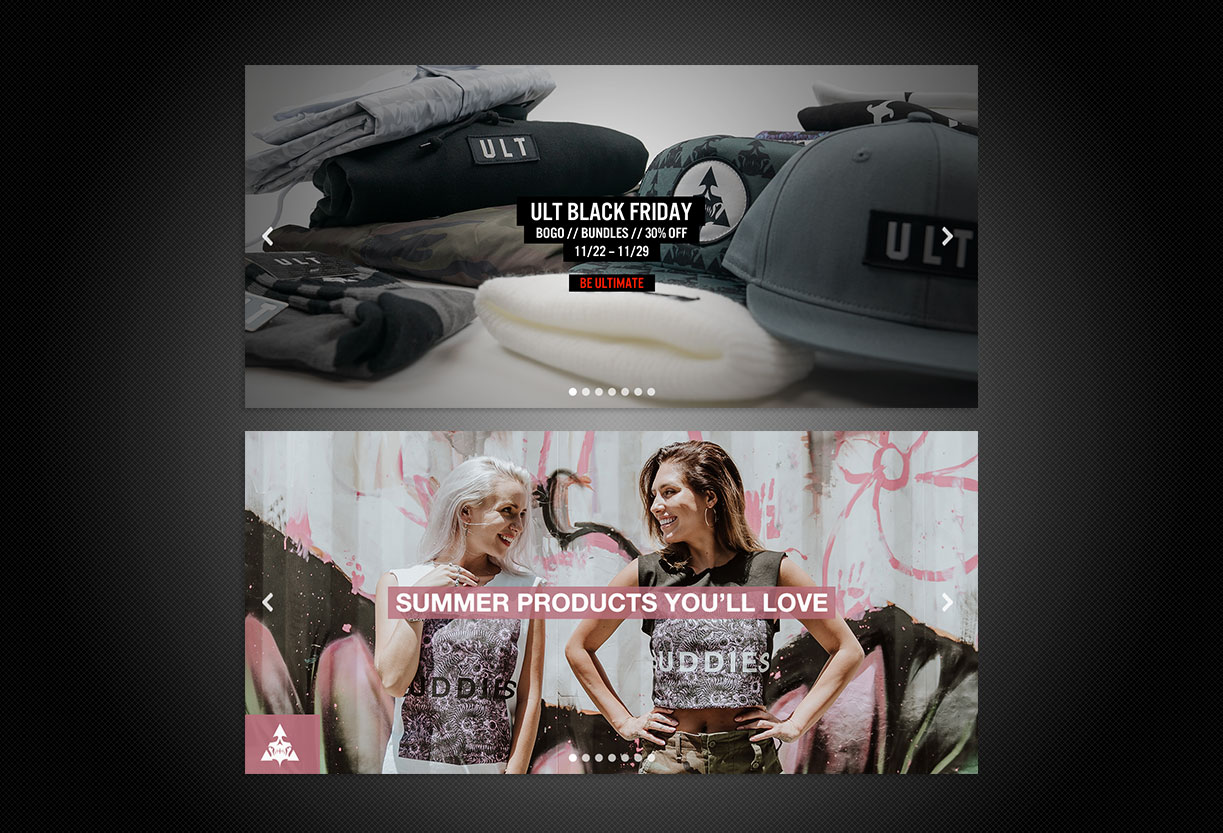 ULT
ULT
ULT
ULT BLACK FRIDAY
BOGO // BUNDLES // 30% OFF
11/22 – 11/29
BE ULTIMATE
SUMMER PRODUCTS YOU'LL LOVE
UDDIES
UDDIES